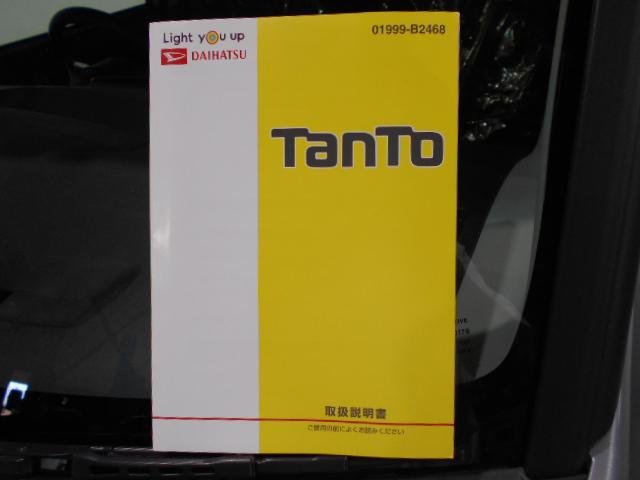 Light you up
DAIHATSU
01999-B2468
TanTo
取扱説明書
ご使用の前によくお読みください